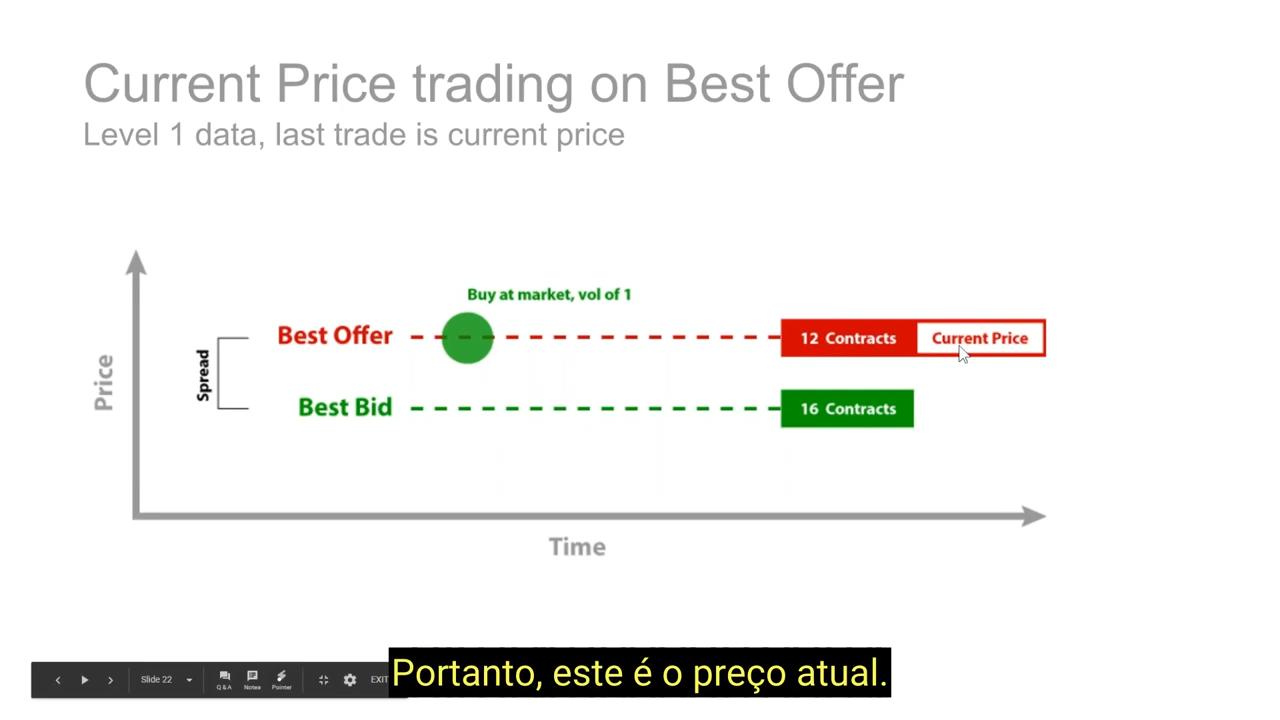 Current Price trading on Best Offer
Level 1 data, last trade is current price
Buy at market, vol of 1
Best Offer
12 Contracts
Current Price
Spread
Price
Best Bid
16 Contracts
Time
Slide 22
Q & A
Notes
Pointer
EXIT
Portanto, este é o preço atual.